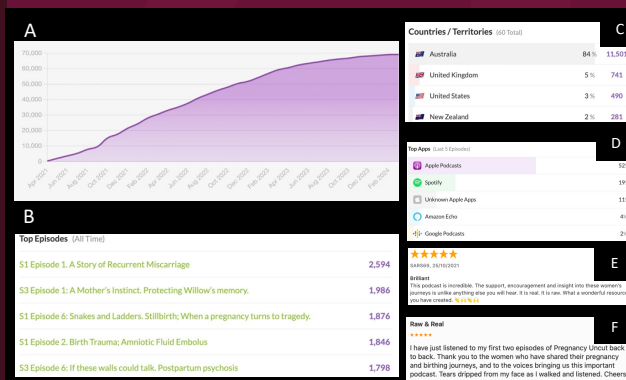 A
70,000
60,000
50,000
40,000
30,000
20,000
10,000
0
Apr 2021
Jun 2021
Aug 2021
Oct 2021
Dec 2021
Feb 2022
Apr 2022
Jun 2022
Aug 2022
Oct 2022
Dec 2022
Feb 2023
Apr 2023
Jun 2023
Aug 2023
Oct 2023
Dec 2023
Feb 2024
B
Top Episodes (All Time)
S1 Episode 1. A Story of Recurrent Miscarriage 2,594
S3 Episode 1: A Mother's Instinct. Protecting Willow's memory. 1,986
S1 Episode 6: Snakes and Ladders. Stillbirth; When a pregnancy turns to tragedy. 1,876
S1 Episode 2. Birth Trauma; Amniotic Fluid Embolus 1,846
S3 Episode 6: If these walls could talk. Postpartum psychosis 1,798
Countries / Territories (60 Total) C
Australia 84 % 11,501
United Kingdom 5 % 741
United States 3 % 490
New Zealand 2 % 281
D
Top Apps (Last 5 Episodes)
Apple Podcasts 52
Spotify 19
Unknown Apple Apps 11
Amazon Echo 4
Google Podcasts 2
E
SARS69, 25/10/2021
Brilliant
This podcast is incredible. The support, encouragement and insight into these women's
journeys is unlike anything else you will hear. It is real. It is raw. What a wonderful resource
you have created.
F
Raw & Real
I have just listened to my first two episodes of Pregnancy Uncut back
to back. Thank you to the women who have shared their pregnancy
and birthing journeys, and to the voices bringing us this important
podcast. Tears dripped from my face as I walked and listened. Cheers